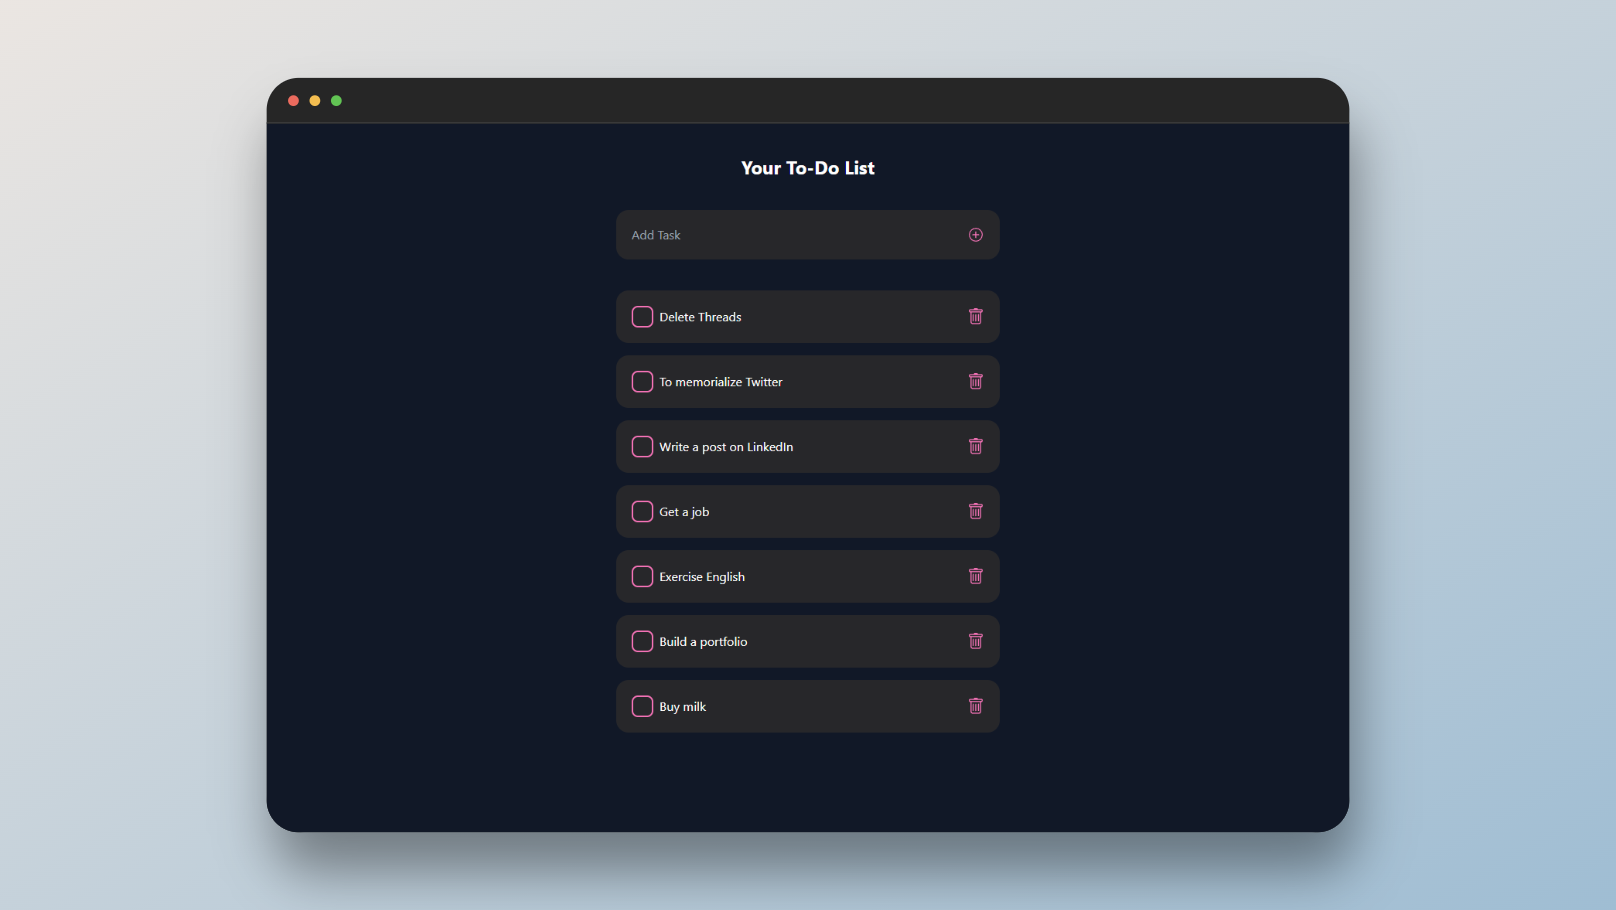 Your To-Do List
Add Task
Delete Threads
To memorialize Twitter
Write a post on LinkedIn
Get a job
Exercise English
Build a portfolio
Buy milk